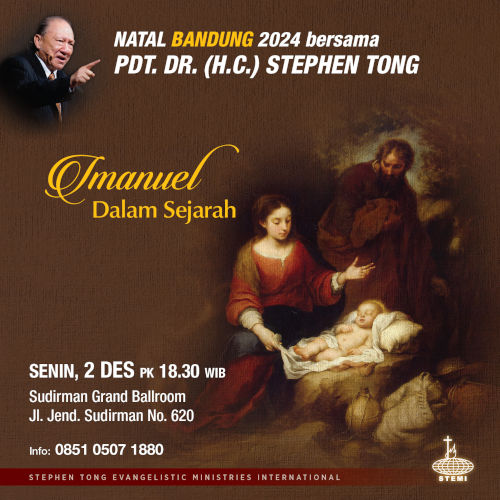 NATAL BANDUNG 2024 bersama
PDT. DR. (H.C.) STEPHEN TONG
Imanuel
Dalam Sejarah
SENIN, 2 DES PK 18.30 WIB
Sudirman Grand Ballroom
Jl. Jend. Sudirman No. 620
Info: 0851 0507 1880
STEPHEN TONG EVANGELISTIC MINISTRIES INTERNATIONAL
STEMI